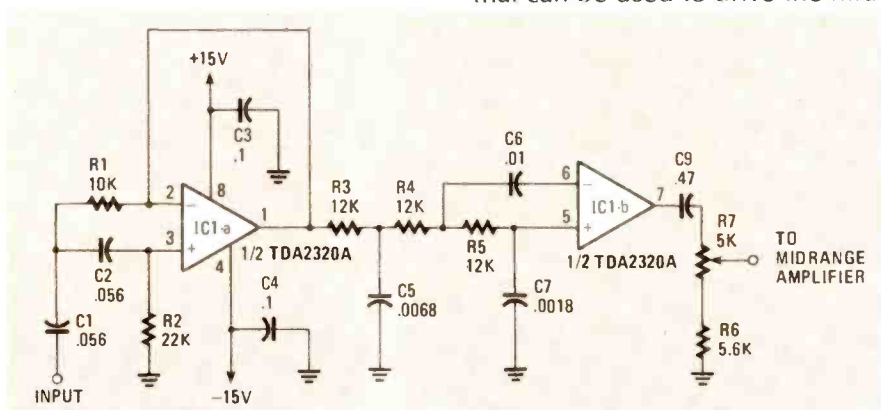 can be used to drive the
+15V
C3
.1
R1
10K
2
8
C6
.01
6
C9
.47
R3
12K
R4
12K
IC1-a
1
IC1-b
7
R7
5K
C2
.056
3
1/2 TDA2320A
R5
12K
5
1/2 TDA2320A
TO
MIDRANGE
AMPLIFIER
4
C4
.1
C5
.0068
C7
.0018
C1
.056
R2
22K
R6
5.6K
INPUT
-15V